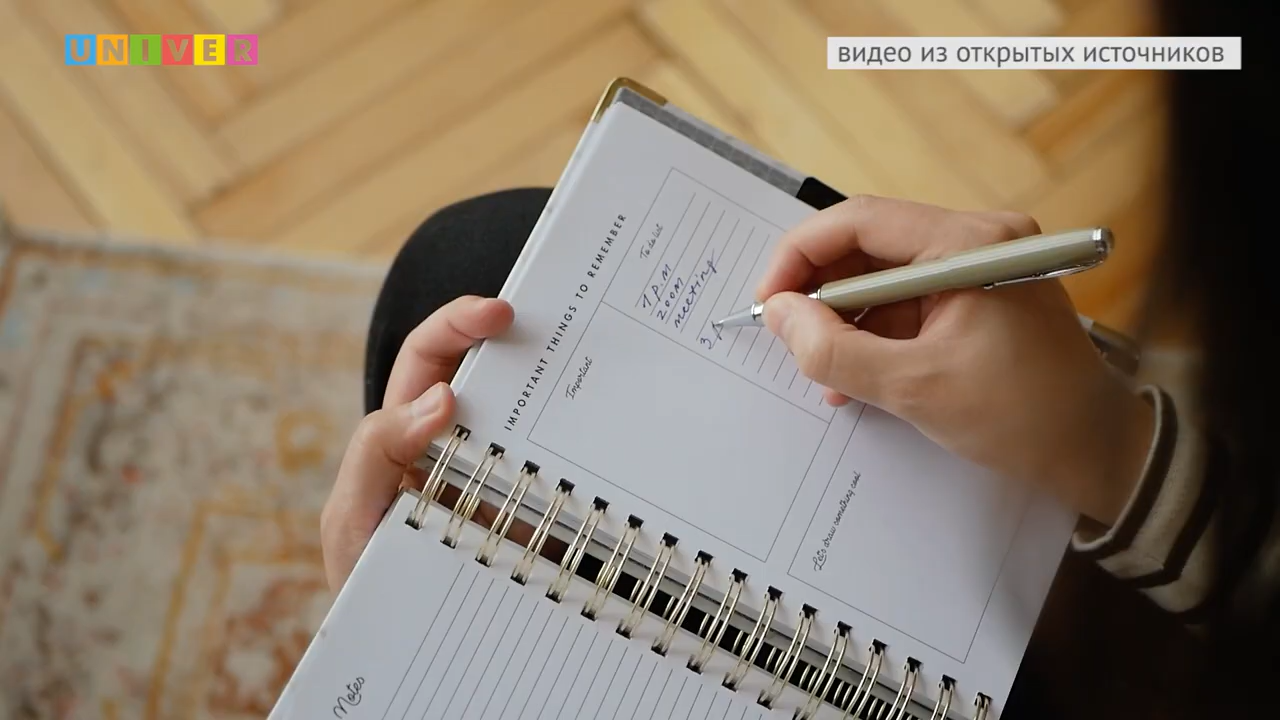 UNIVER
видео из открытых источников
IMPORTANT THINGS TO REMEMBER
To do list
1 p.m
zoom
meeting
3 p
Important
Let's draw something cool
Notes